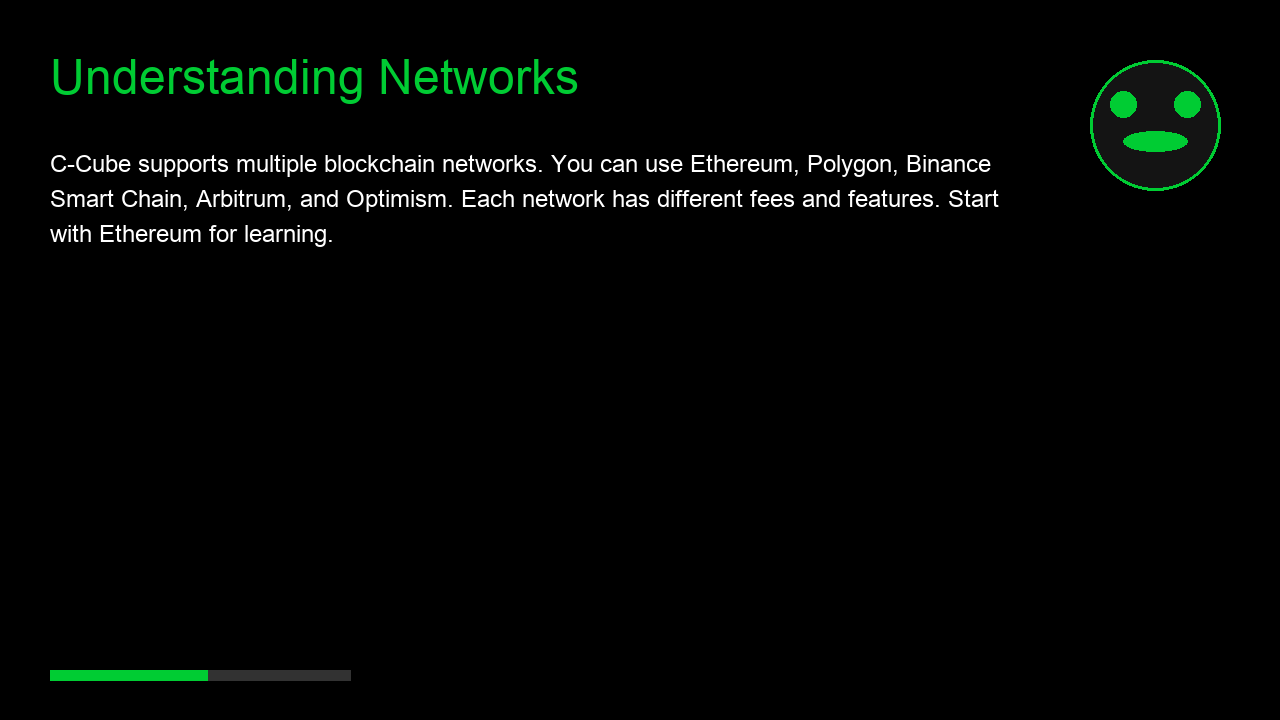 Understanding Networks
C-Cube supports multiple blockchain networks. You can use Ethereum, Polygon, Binance
Smart Chain, Arbitrum, and Optimism. Each network has different fees and features. Start
with Ethereum for learning.